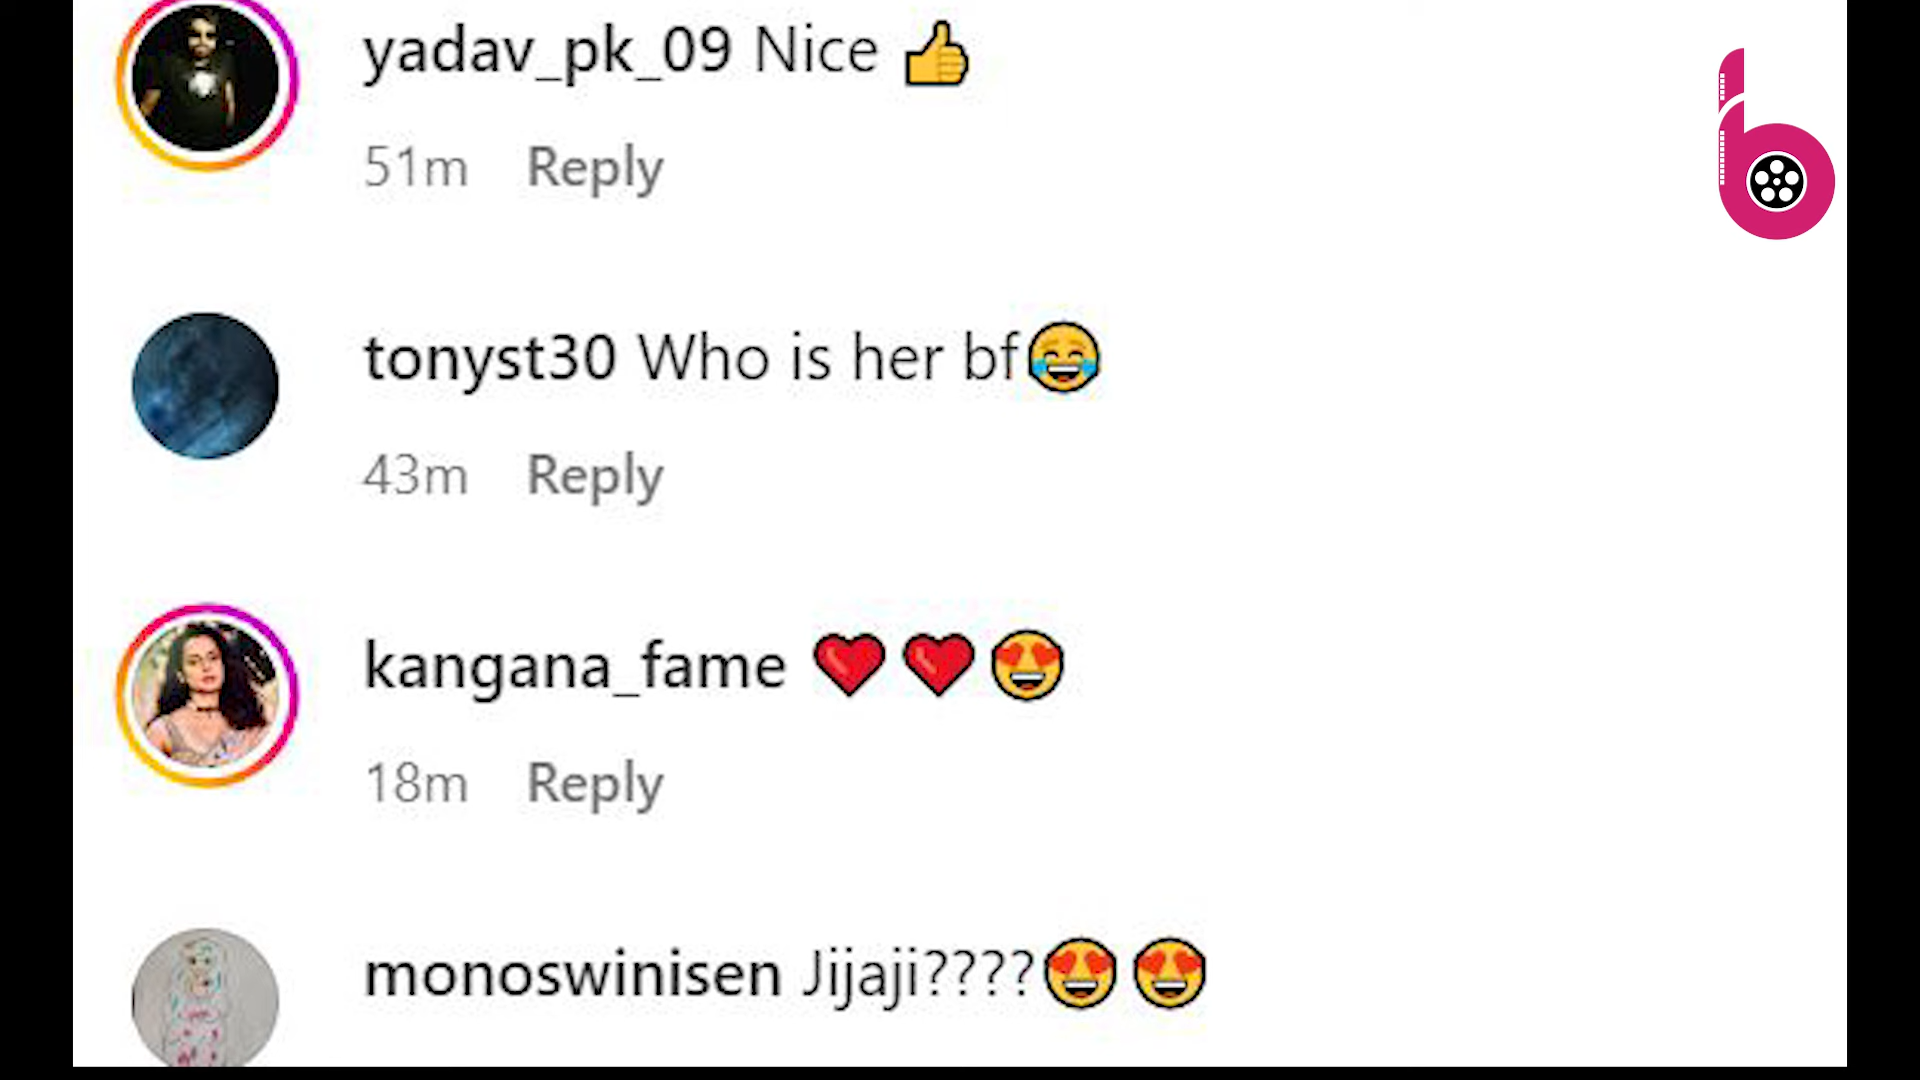 yadav_pk_09 Nice 👍
51m Reply
tonyst30 Who is her bf😂
43m Reply
kangana_fame ❤️❤️😍
18m Reply
monoswinisen Jijaji????😍😍